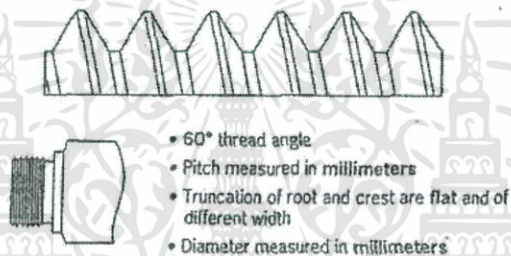 • 60° thread angle
• Pitch measured in millimeters
• Truncation of root and crest are flat and of
different width
• Diameter measured in millimeters